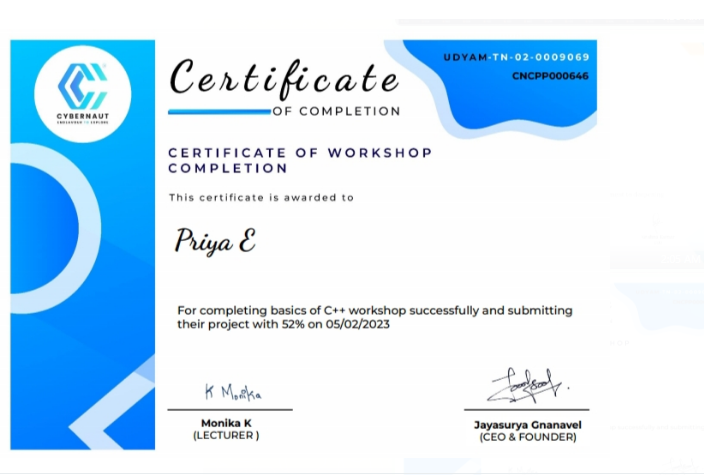 UDYAM-TN-02-0009069
CNCPP000646
CYBERNAUT
Certificate
OF COMPLETION
CERTIFICATE OF WORKSHOP
COMPLETION
This certificate is awarded to
Priya E
For completing basics of C++ workshop successfully and submitting
their project with 52% on 05/02/2023
K Monika
Monika K
(LECTURER )
Jayasurya Gnanavel
(CEO & FOUNDER)